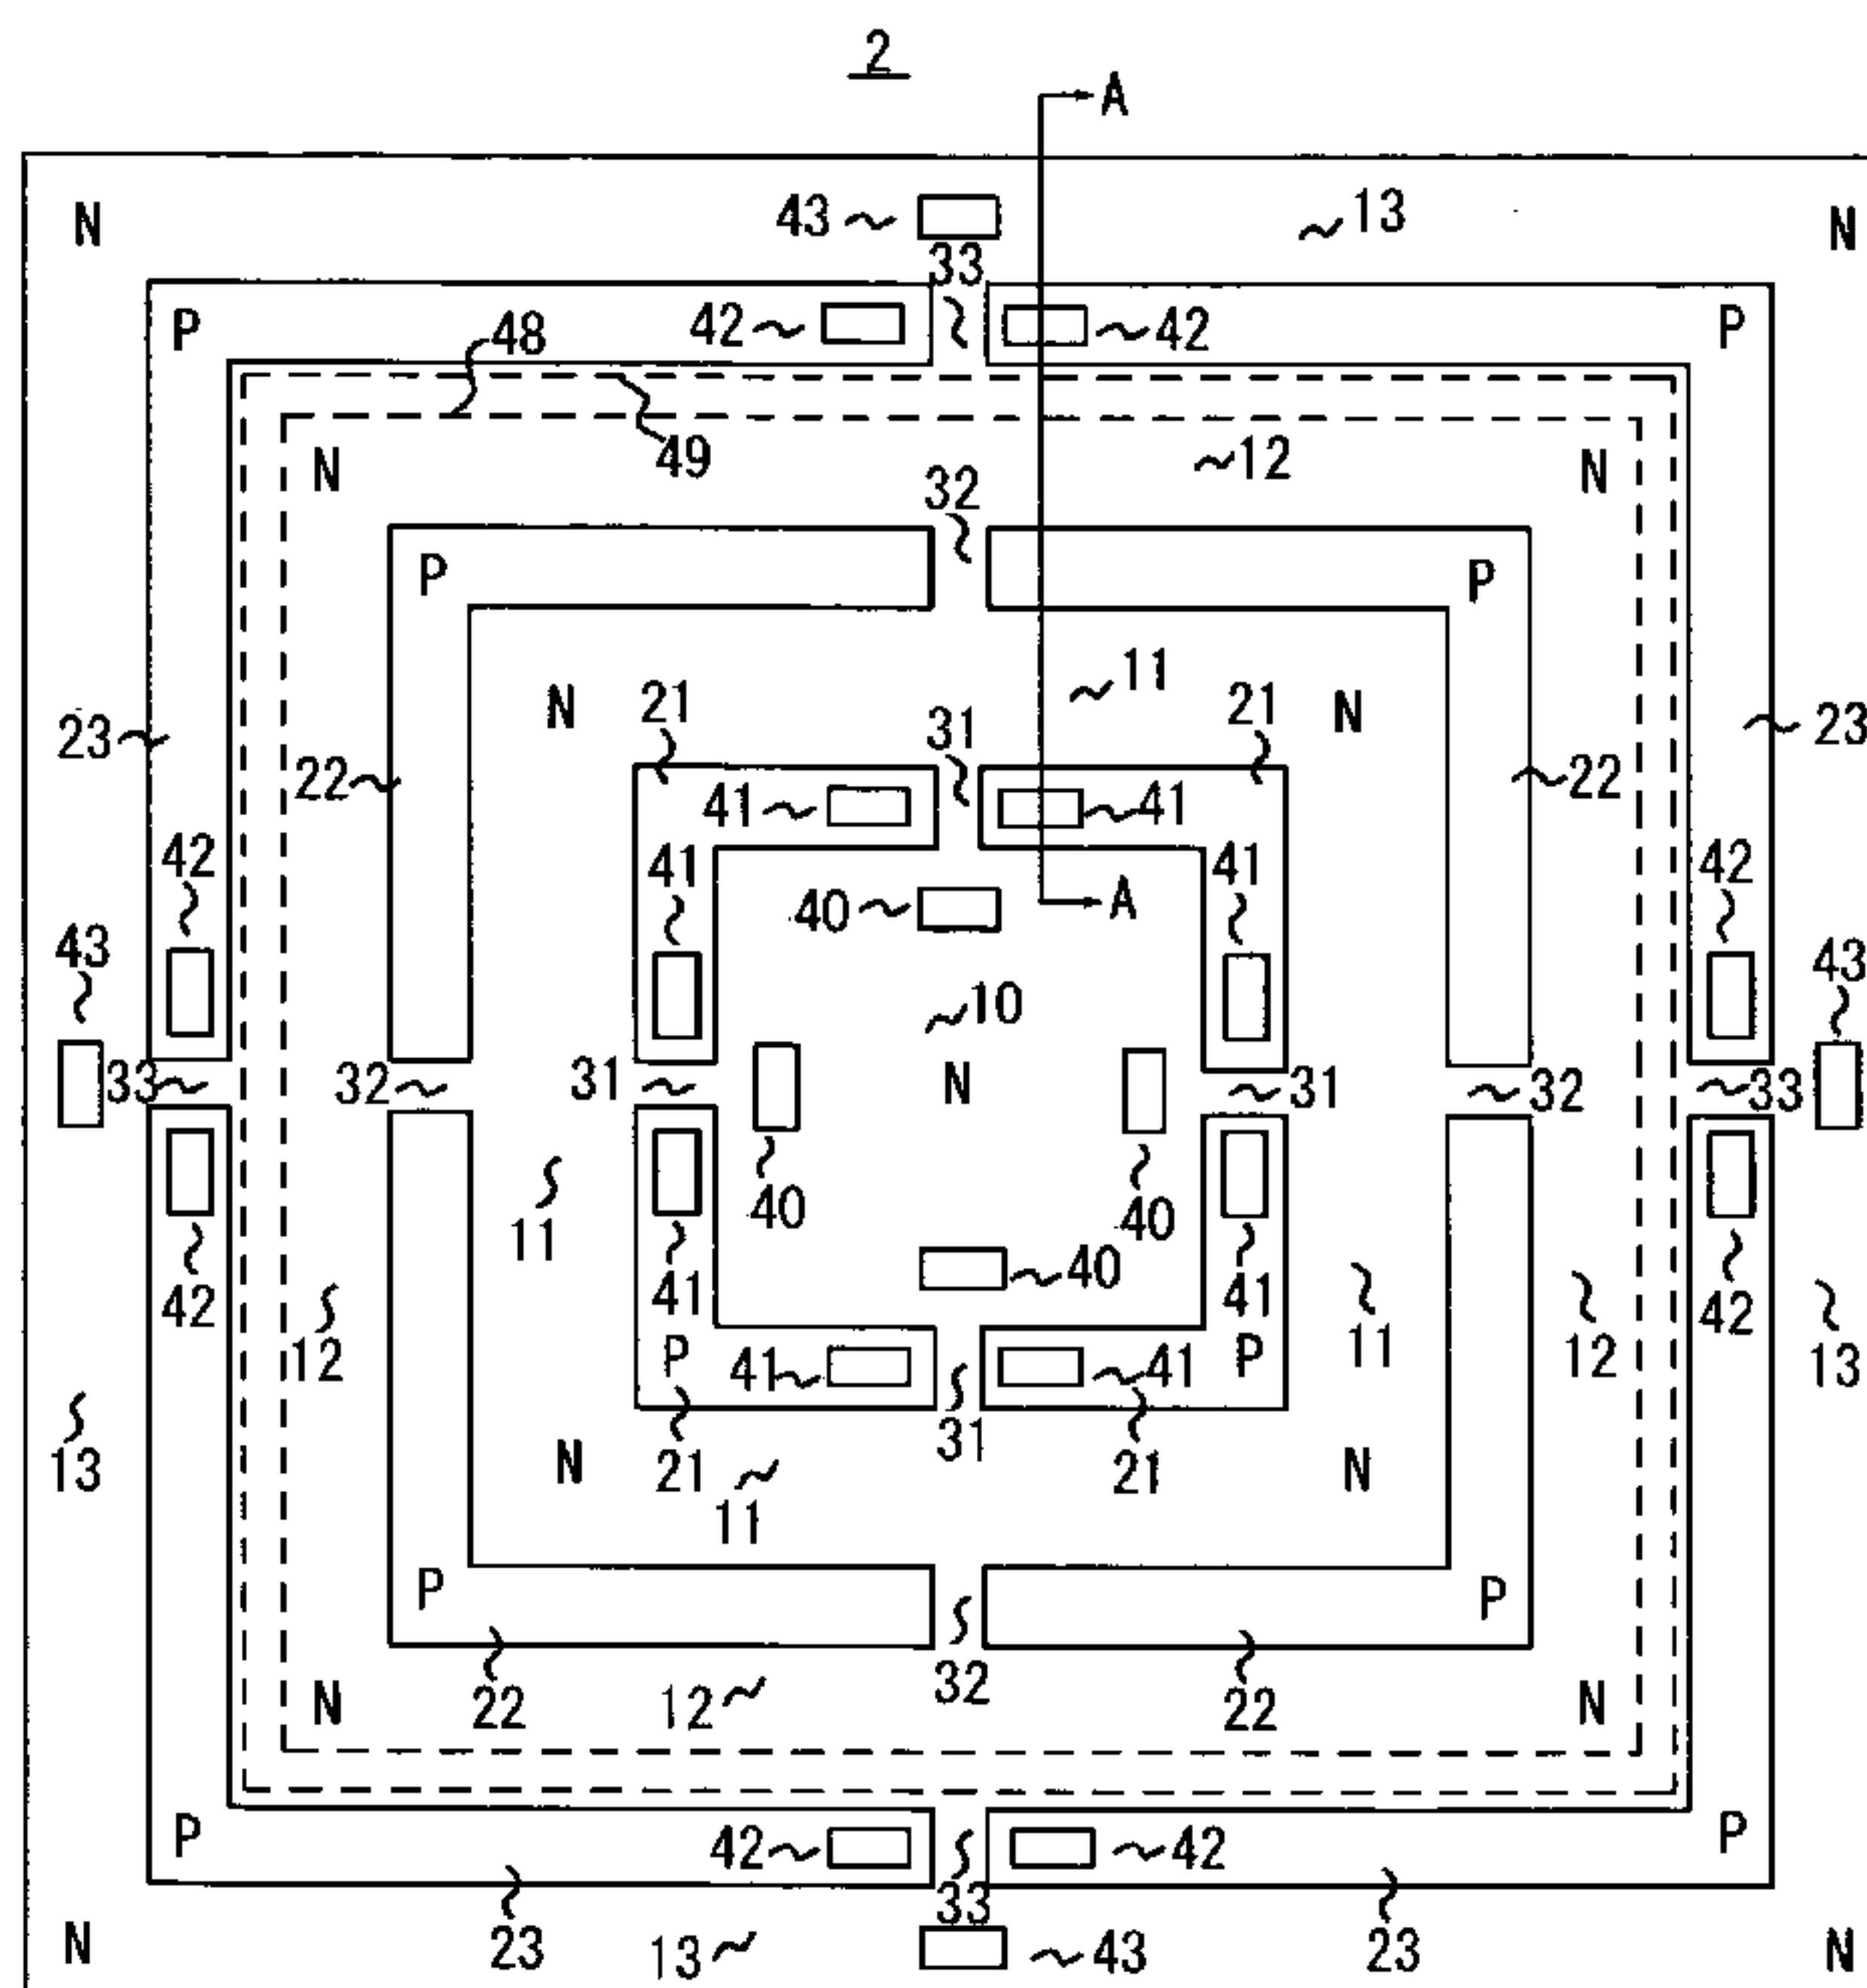 2
A
N 43 13 N
33
P 42 42 P
48
49
N 12 N
32
P P
11
N 21 21 N
31
23 22 22 23
41 41
42 41 41 42
40 A
43 43
10
33 32 31 N 31 32 33
40 40
11
40
42 41 41 42
12 P 41 41 P 11 12 13
31
13 N 21 21 N
11
P P
32
N 22 12 22 N
P 42 42 P
33
N 23 13 43 23 N